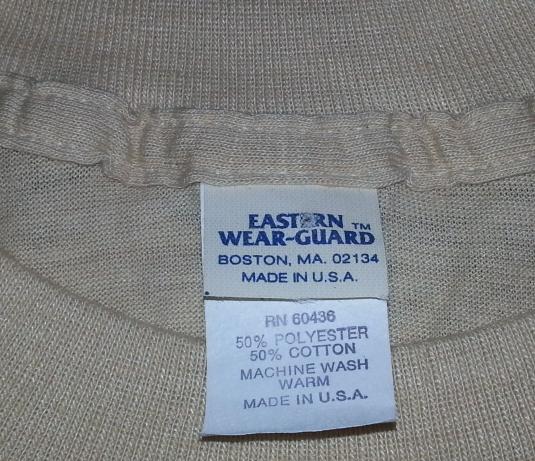 EASTERN TM
WEAR-GUARD
BOSTON, MA. 02134
MADE IN U.S.A.
RN 60436
50% POLYESTER
50% COTTON
MACHINE WASH
WARM
MADE IN U.S.A.